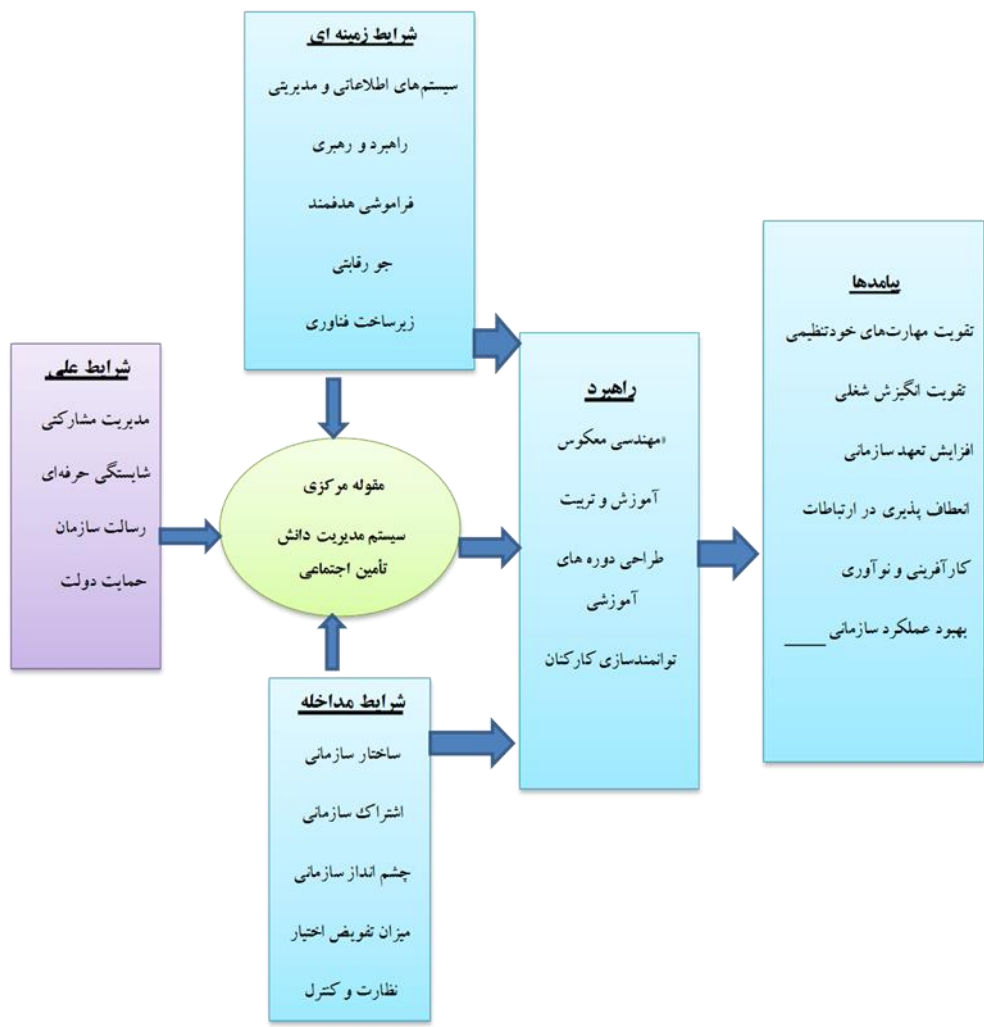 شرایط زمینه ای
سیستم‌های اطلاعاتی و مدیریتی
راهبرد و رهبری
فراموشی هدفمند
جو رقابتی
زیرساخت فناوری
پیامدها
تقویت مهارت‌های خودتنظیمی
تقویت انگیزش شغلی
افزایش تعهد سازمانی
انعطاف پذیری در ارتباطات
کارآفرینی و نوآوری
بهبود عملکرد سازمانی ____
راهبرد
مهندسی معکوس
آموزش و تربیت
طراحی دوره های
آموزشی
توانمندسازی کارکنان
مقوله مرکزی
سیستم مدیریت دانش
تأمین اجتماعی
شرایط علی
مدیریت مشارکتی
شایستگی حرفه‌ای
رسالت سازمان
حمایت دولت
شرایط مداخله
ساختار سازمانی
اشتراک سازمانی
چشم انداز سازمانی
میزان تفویض اختیار
نظارت و کنترل